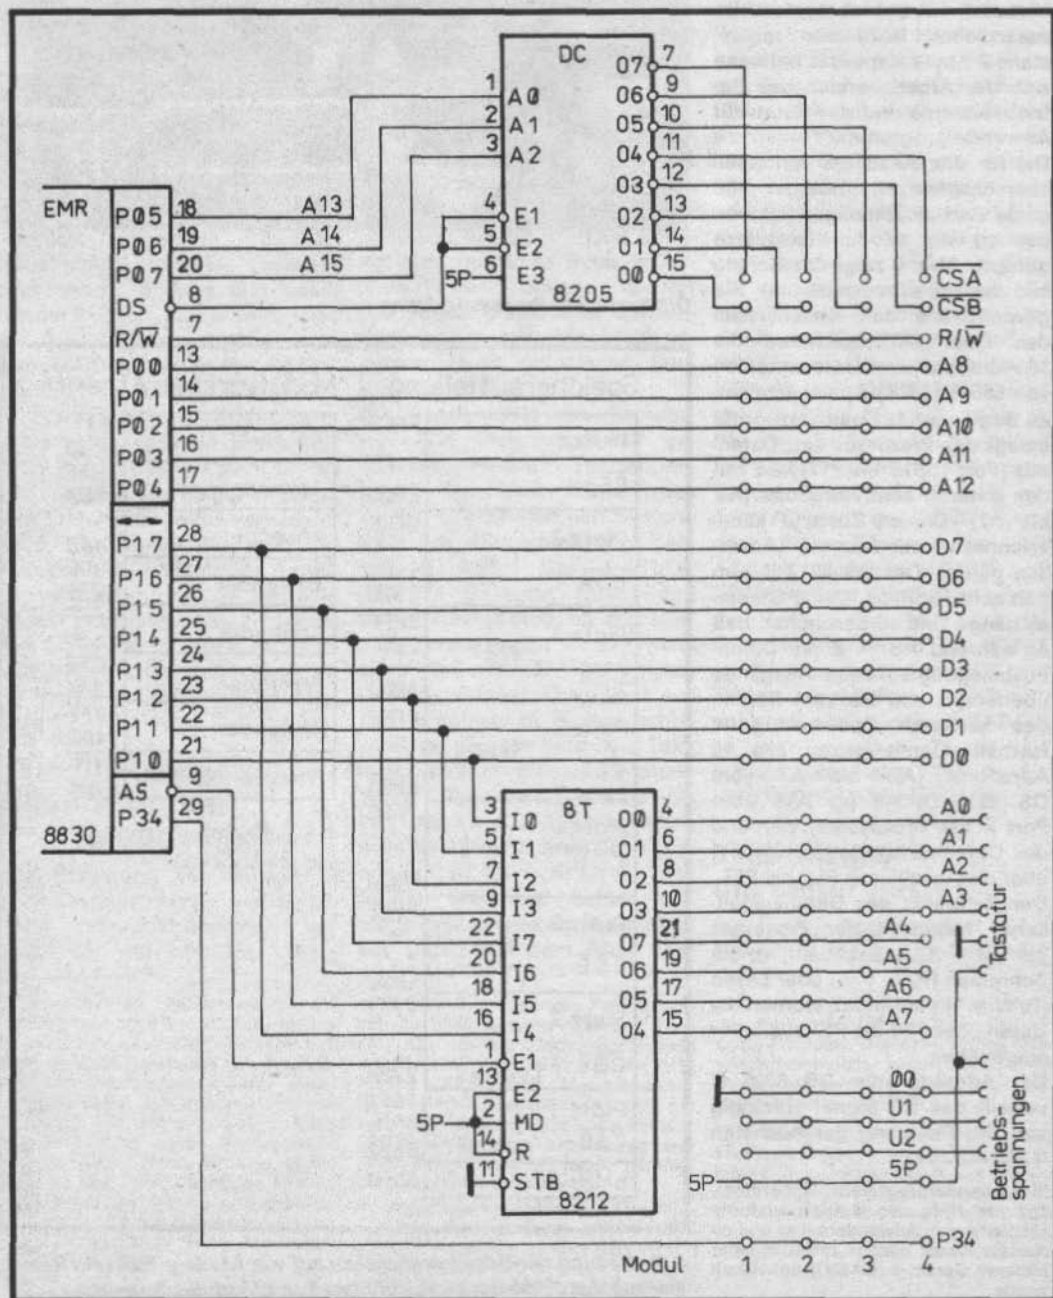 DC
07 7
06 9
1 A0
05 10
2 A1
04 11
3 A2
03 12
EMR
P05 18 A13
4 E1
02 13
P06 19 A14
5 E2
01 14
P07 20 A15
5P 6 E3
00 15
8205
CSA
DS 8
CSB
R/W 7
R/W
P00 13
A8
P01 14
A9
P02 15
A10
P03 16
A11
P04 17
A12
P17 28
D7
P16 27
D6
P15 26
D5
P14 25
D4
P13 24
D3
P12 23
D2
P11 22
D1
P10 21
D0
AS 9
P34 29
8830
BT
3 I0
00 4
A0
5 I1
01 6
A1
7 I2
02 8
A2
9 I3
03 10
A3
22 I7
07 21
A4
20 I6
06 19
A5
18 I5
05 17
A6
16 I4
04 15
A7
Tastatur
1 E1
13 E2
00
5P 2 MD
U1
14 R
U2
11 STB
5P
5P
8212
Betriebs-
spannungen
P34
Modul 1 2 3 4